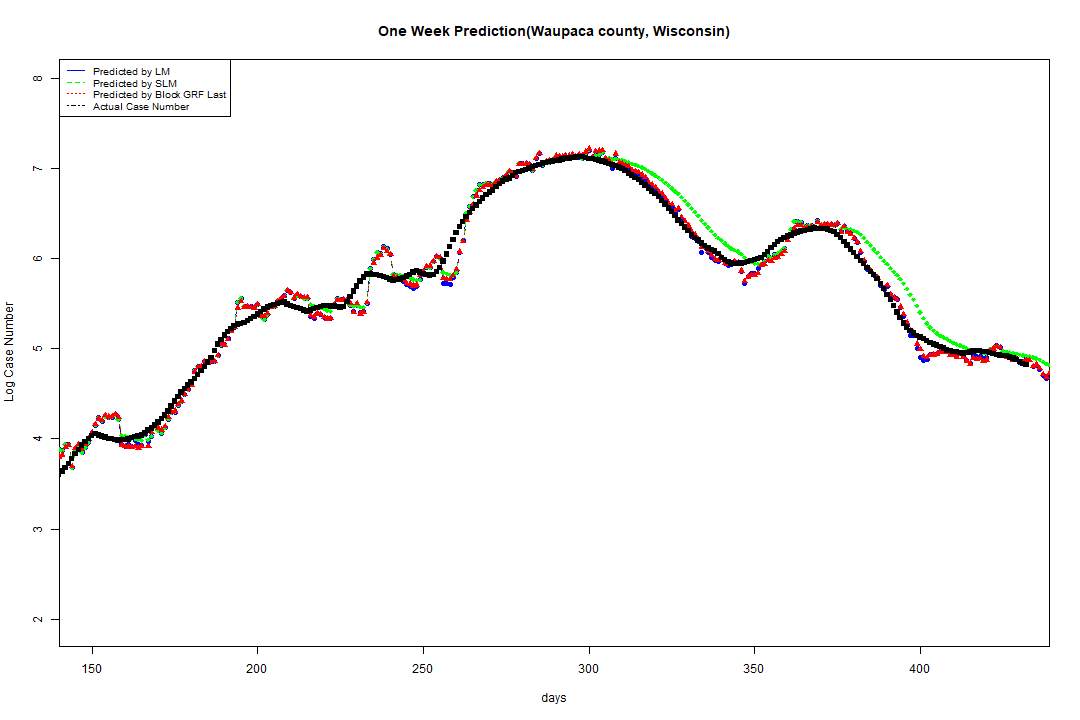 One Week Prediction(Waupaca county, Wisconsin)
Predicted by LM
Predicted by SLM
Predicted by Block GRF Last
Actual Case Number
8
7
6
5
4
3
2
Log Case Number
150 200 250 300 350 400
days